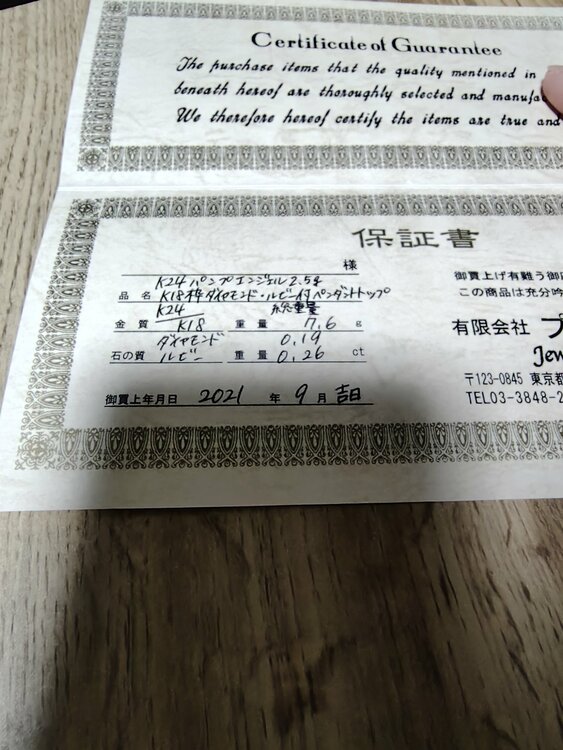 Certificate of Guarantee
The purchase items that the quality mentioned in
beneath hereof are thoroughly selected and manufa
We therefore hereof certify the items are true and
保証書
様
K24 パンプエンジェル 2.5g
品名 K18枠ダイヤモンド・ルビー付ペンダントトップ
K24 総重量
金質 K18 重量 7.6 g
ダイヤモンド 0.19
石の質 ルビー 重量 0.26 ct
御買上年月日 2021 年 9 月 吉日
御買上げ有難う御
この商品は充分吟
有限会社 プ
Jew
〒123-0845 東京都
TEL03-3848-2